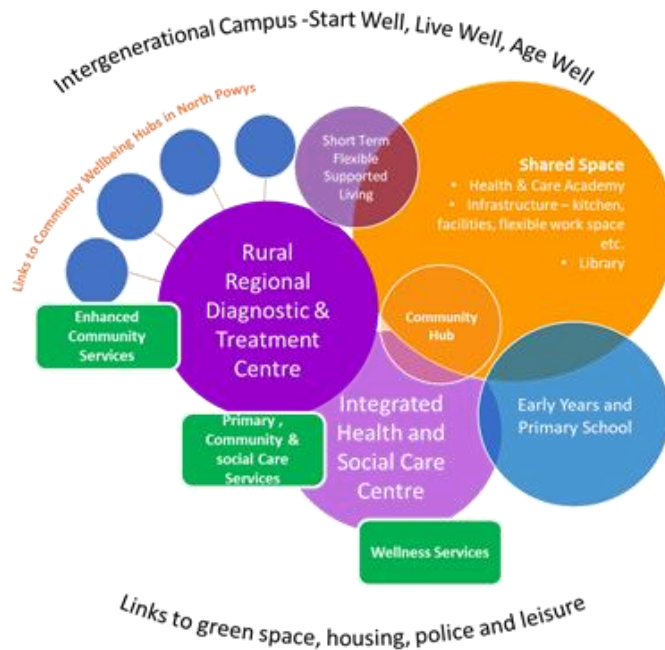 Intergenerational Campus -Start Well, Live Well, Age Well
Links to Community Wellbeing Hubs in North Powys
Short Term
Flexible
Supported
Living
Shared Space
• Health & Care Academy
• Infrastructure – kitchen,
facilities, flexible work space
etc.
• Library
Rural
Regional
Diagnostic &
Treatment
Centre
Community
Hub
Enhanced
Community
Services
Primary ,
Community &
social Care
Services
Integrated
Health and
Social Care
Centre
Early Years and
Primary School
Wellness Services
Links to green space, housing, police and leisure